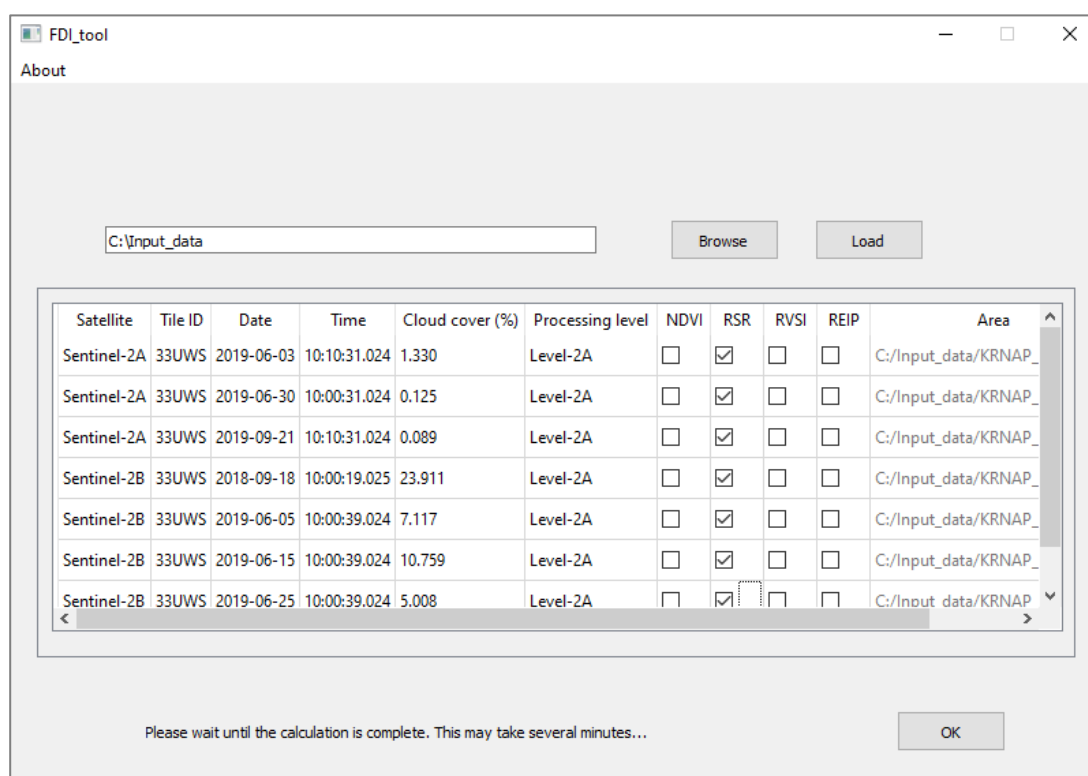 FDI_tool
About
C:\Input_data Browse Load
Satellite Tile ID Date Time Cloud cover (%) Processing level NDVI RSR RVSI REIP Area
Sentinel-2A 33UWS 2019-06-03 10:10:31.024 1.330 Level-2A C:/Input_data/KRNAP_
Sentinel-2A 33UWS 2019-06-30 10:00:31.024 0.125 Level-2A C:/Input_data/KRNAP_
Sentinel-2A 33UWS 2019-09-21 10:10:31.024 0.089 Level-2A C:/Input_data/KRNAP_
Sentinel-2B 33UWS 2018-09-18 10:00:19.025 23.911 Level-2A C:/Input_data/KRNAP_
Sentinel-2B 33UWS 2019-06-05 10:00:39.024 7.117 Level-2A C:/Input_data/KRNAP_
Sentinel-2B 33UWS 2019-06-15 10:00:39.024 10.759 Level-2A C:/Input_data/KRNAP_
Sentinel-2B 33UWS 2019-06-25 10:00:39.024 5.008 Level-2A C:/Input_data/KRNAP
Please wait until the calculation is complete. This may take several minutes... OK